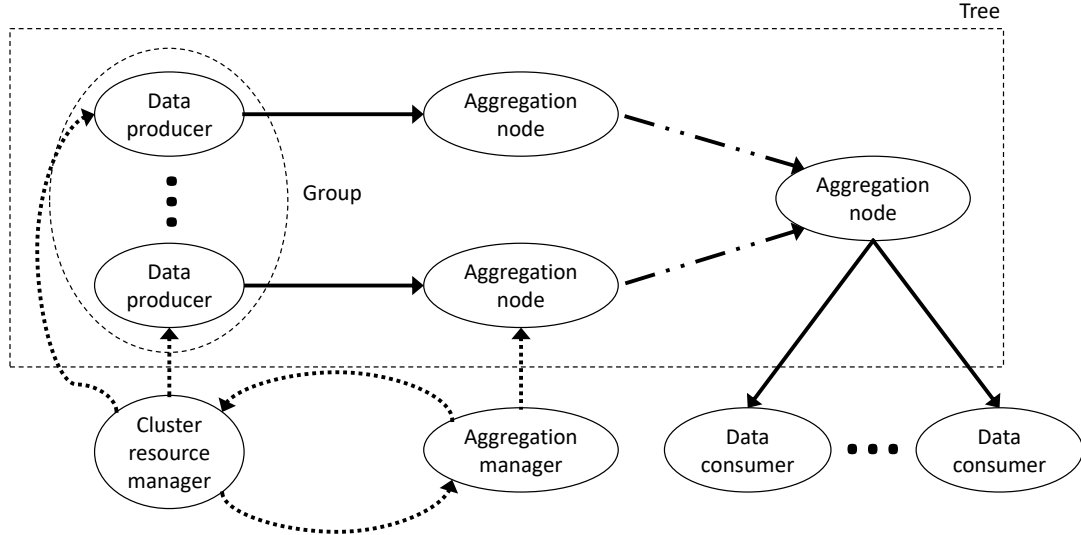 Tree
Data
producer
Aggregation
node
Group
Aggregation
node
Data
producer
Aggregation
node
Cluster
resource
manager
Aggregation
manager
Data
consumer
Data
consumer